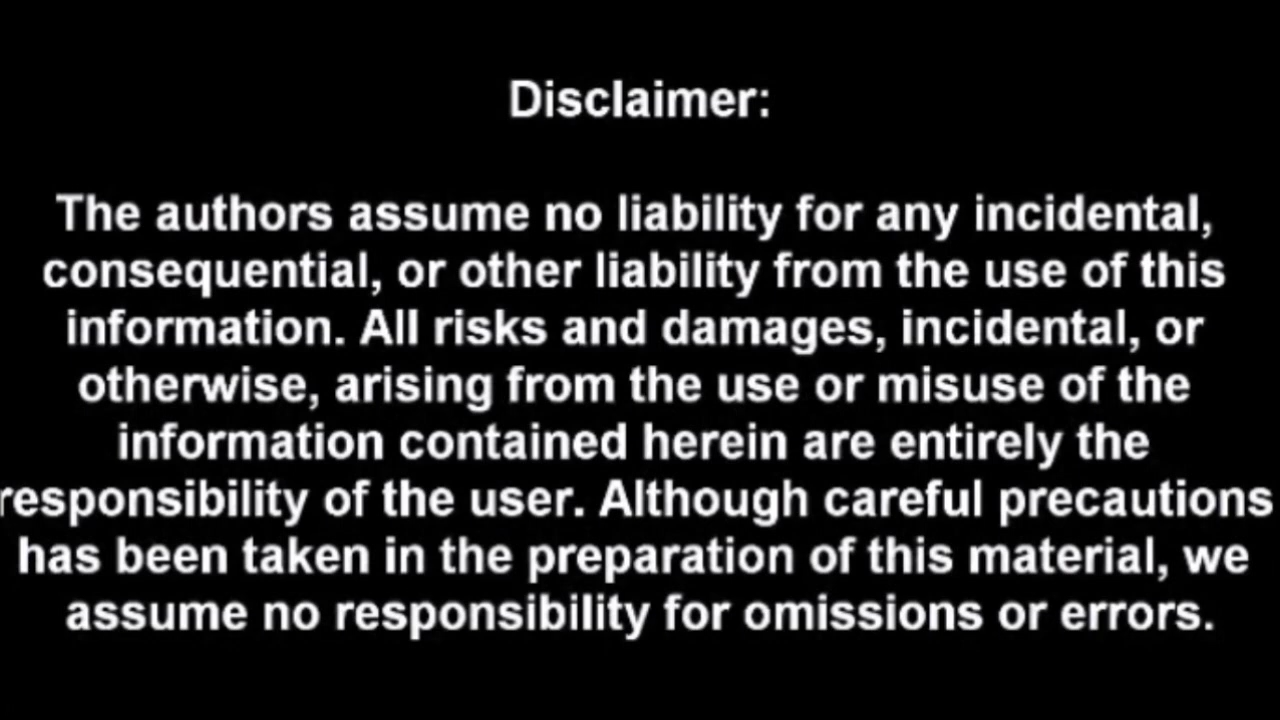 Disclaimer:
The authors assume no liability for any incidental,
consequential, or other liability from the use of this
information. All risks and damages, incidental, or
otherwise, arising from the use or misuse of the
information contained herein are entirely the
responsibility of the user. Although careful precautions
has been taken in the preparation of this material, we
assume no responsibility for omissions or errors.